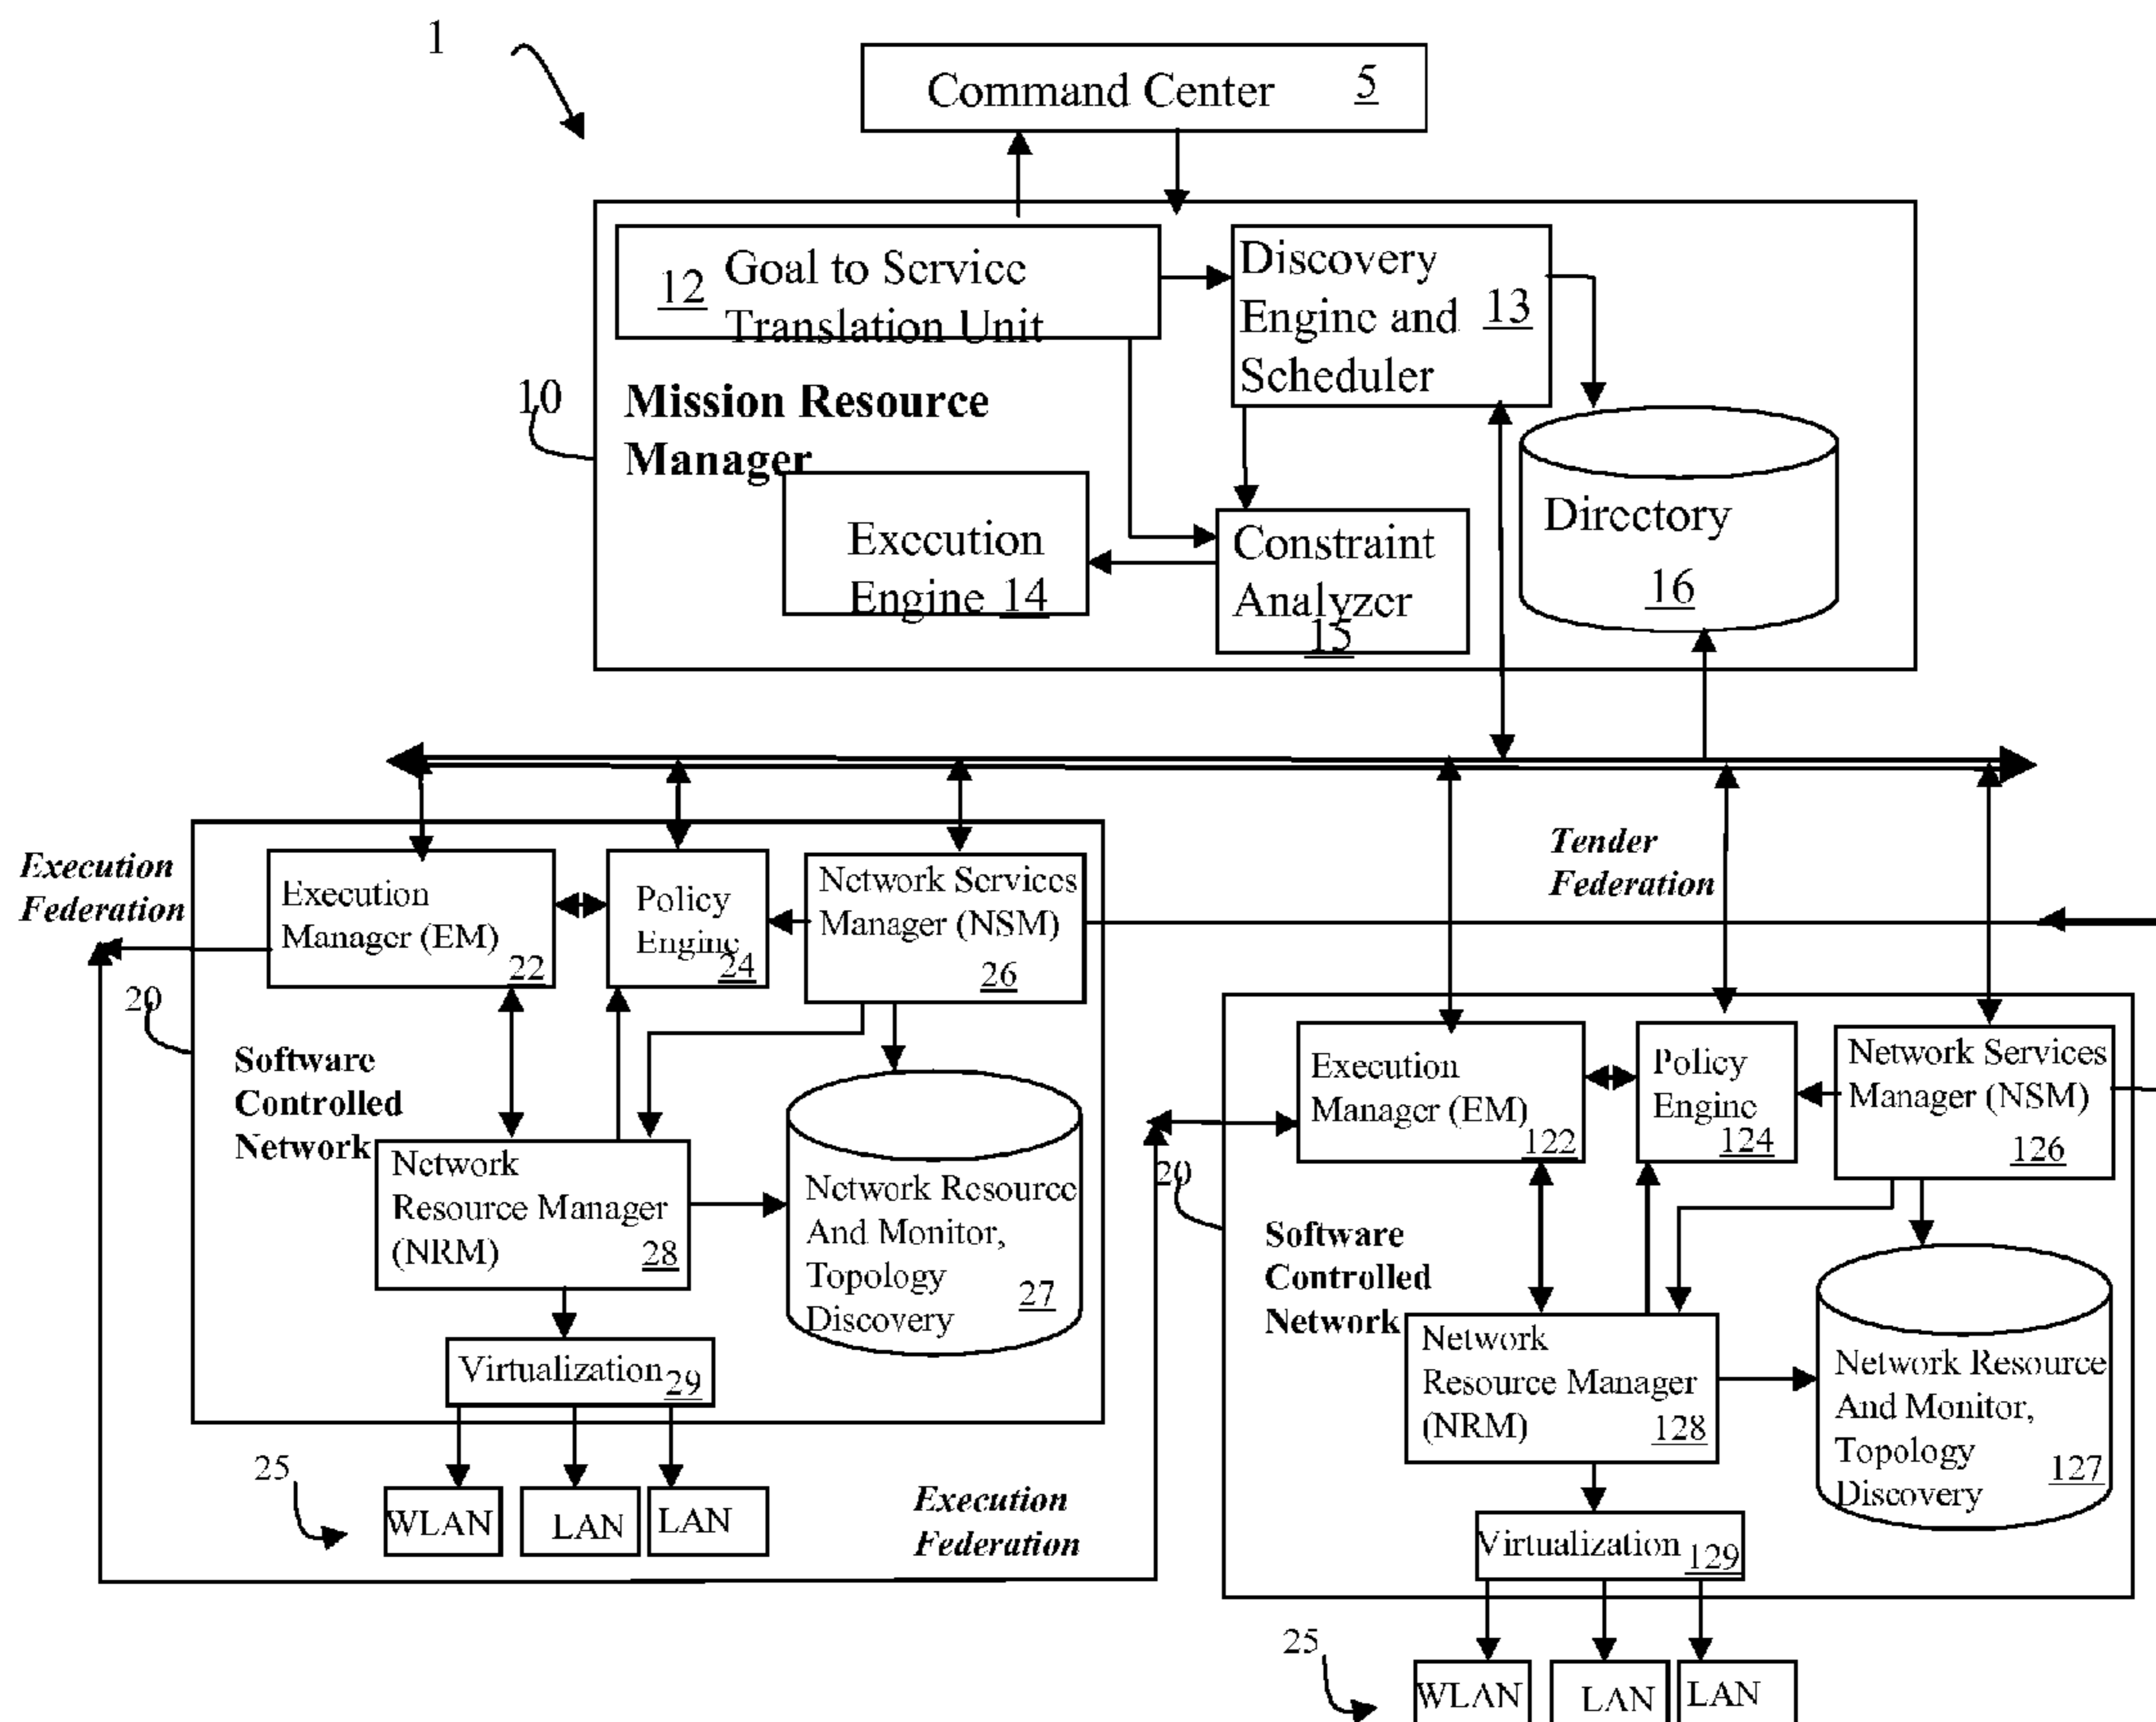 1
Command Center 5
12 Goal to Service
Translation Unit
Discovery
Engine and 13
Scheduler
10
Mission Resource
Manager
Execution
Engine 14
Constraint
Analyzer
15
Directory
16
Execution
Federation
Tender
Federation
Execution
Manager (EM)
22
Policy
Engine
24
Network Services
Manager (NSM)
26
20
Software
Controlled
Network
Network
Resource Manager
(NRM) 28
Network Resource
And Monitor,
Topology
Discovery 27
Virtualization 29
25
WLAN
LAN
LAN
Execution
Federation
Execution
Manager (EM)
122
Policy
Engine
124
Network Services
Manager (NSM)
126
20
Software
Controlled
Network
Network
Resource Manager
(NRM) 128
Network Resource
And Monitor,
Topology
Discovery 127
Virtualization 129
25
WLAN
LAN
LAN